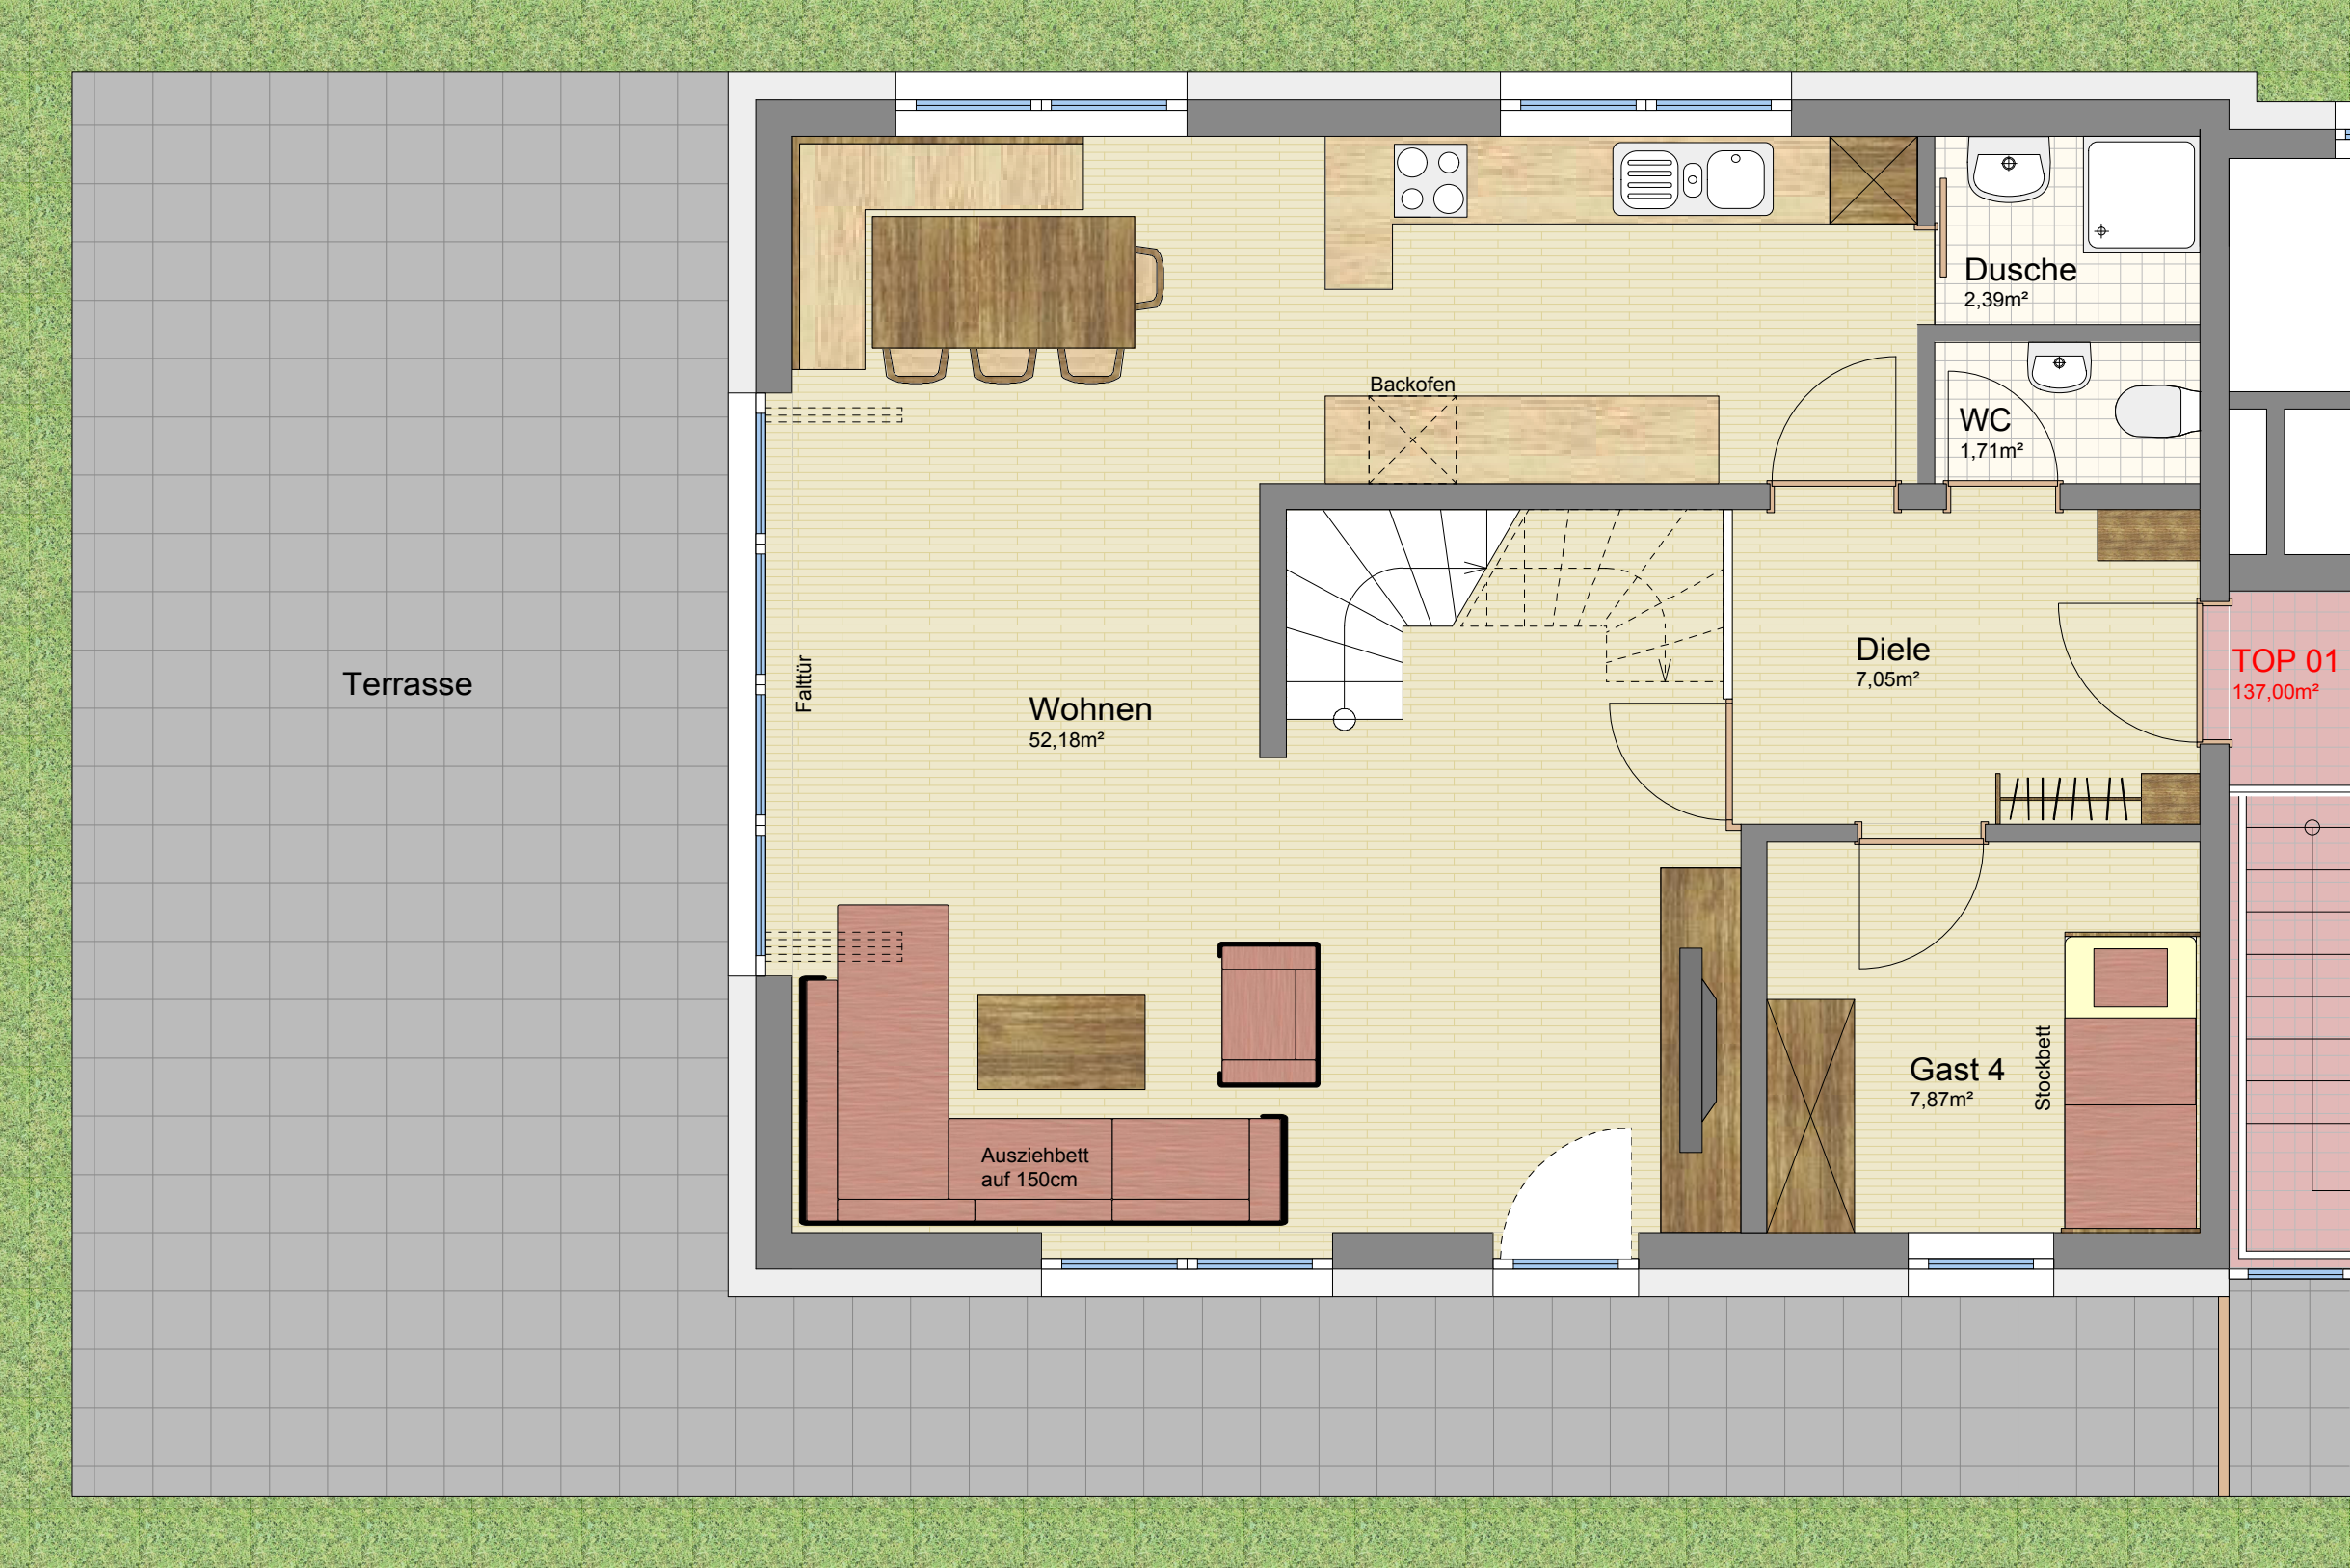 Dusche
2,39m²
Backofen
WC
1,71m²
Diele
7,05m²
TOP 01
137,00m²
Terrasse
Falttür
Wohnen
52,18m²
Gast 4
7,87m²
Stockbett
Ausziehbett
auf 150cm